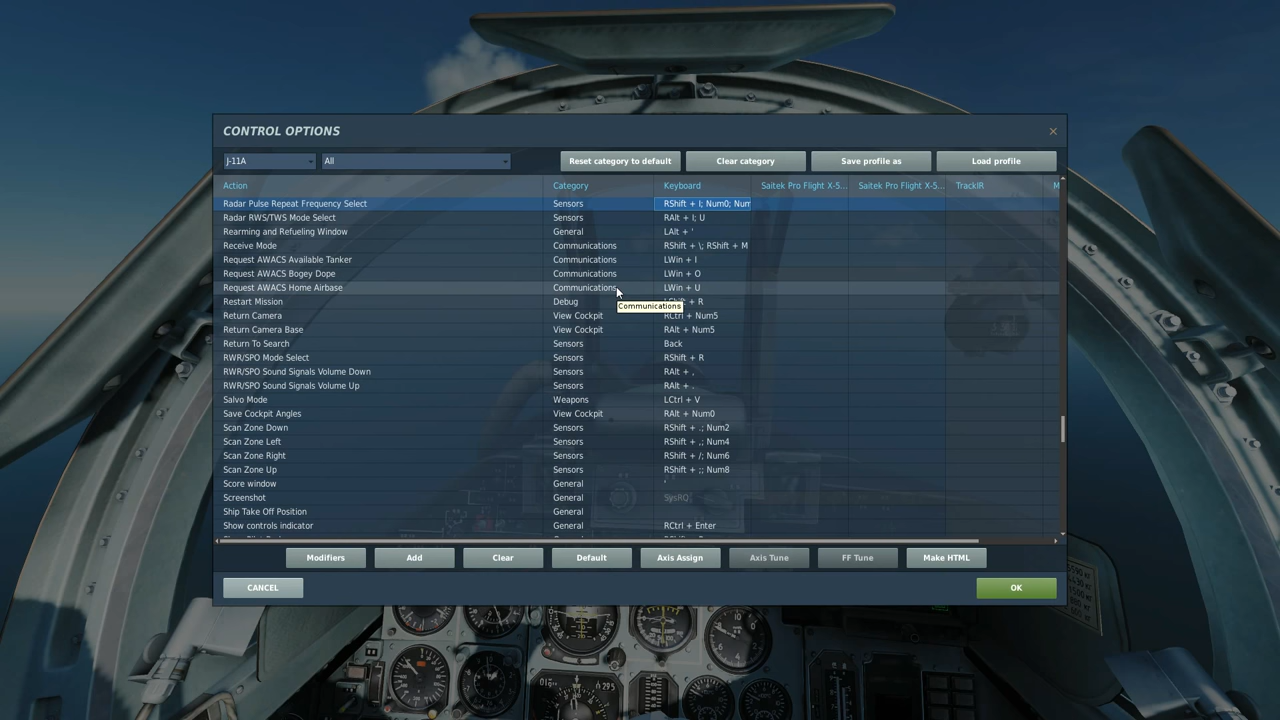 CONTROL OPTIONS ×
J-11A All Reset category to default Clear category Save profile as Load profile
Action Category Keyboard Saitek Pro Flight X-5... Saitek Pro Flight X-5... TrackIR M
Radar Pulse Repeat Frequency Select Sensors RShift + I; Num0; Num
Radar RWS/TWS Mode Select Sensors RAlt + I; U
Rearming and Refueling Window General LAlt + '
Receive Mode Communications RShift + \; RShift + M
Request AWACS Available Tanker Communications LWin + I
Request AWACS Bogey Dope Communications LWin + O
Request AWACS Home Airbase Communications LWin + U
Restart Mission Debug LShift + R
Communications
Return Camera View Cockpit RCtrl + Num5
Return Camera Base View Cockpit RAlt + Num5
Return To Search Sensors Back
RWR/SPO Mode Select Sensors RShift + R
RWR/SPO Sound Signals Volume Down Sensors RAlt + ,
RWR/SPO Sound Signals Volume Up Sensors RAlt + .
Salvo Mode Weapons LCtrl + V
Save Cockpit Angles View Cockpit RAlt + Num0
Scan Zone Down Sensors RShift + .; Num2
Scan Zone Left Sensors RShift + ,; Num4
Scan Zone Right Sensors RShift + /; Num6
Scan Zone Up Sensors RShift + ;; Num8
Score window General '
Screenshot General SysRQ
Ship Take Off Position General
Show controls indicator General RCtrl + Enter
Modifiers Add Clear Default Axis Assign Axis Tune FF Tune Make HTML
CANCEL OK